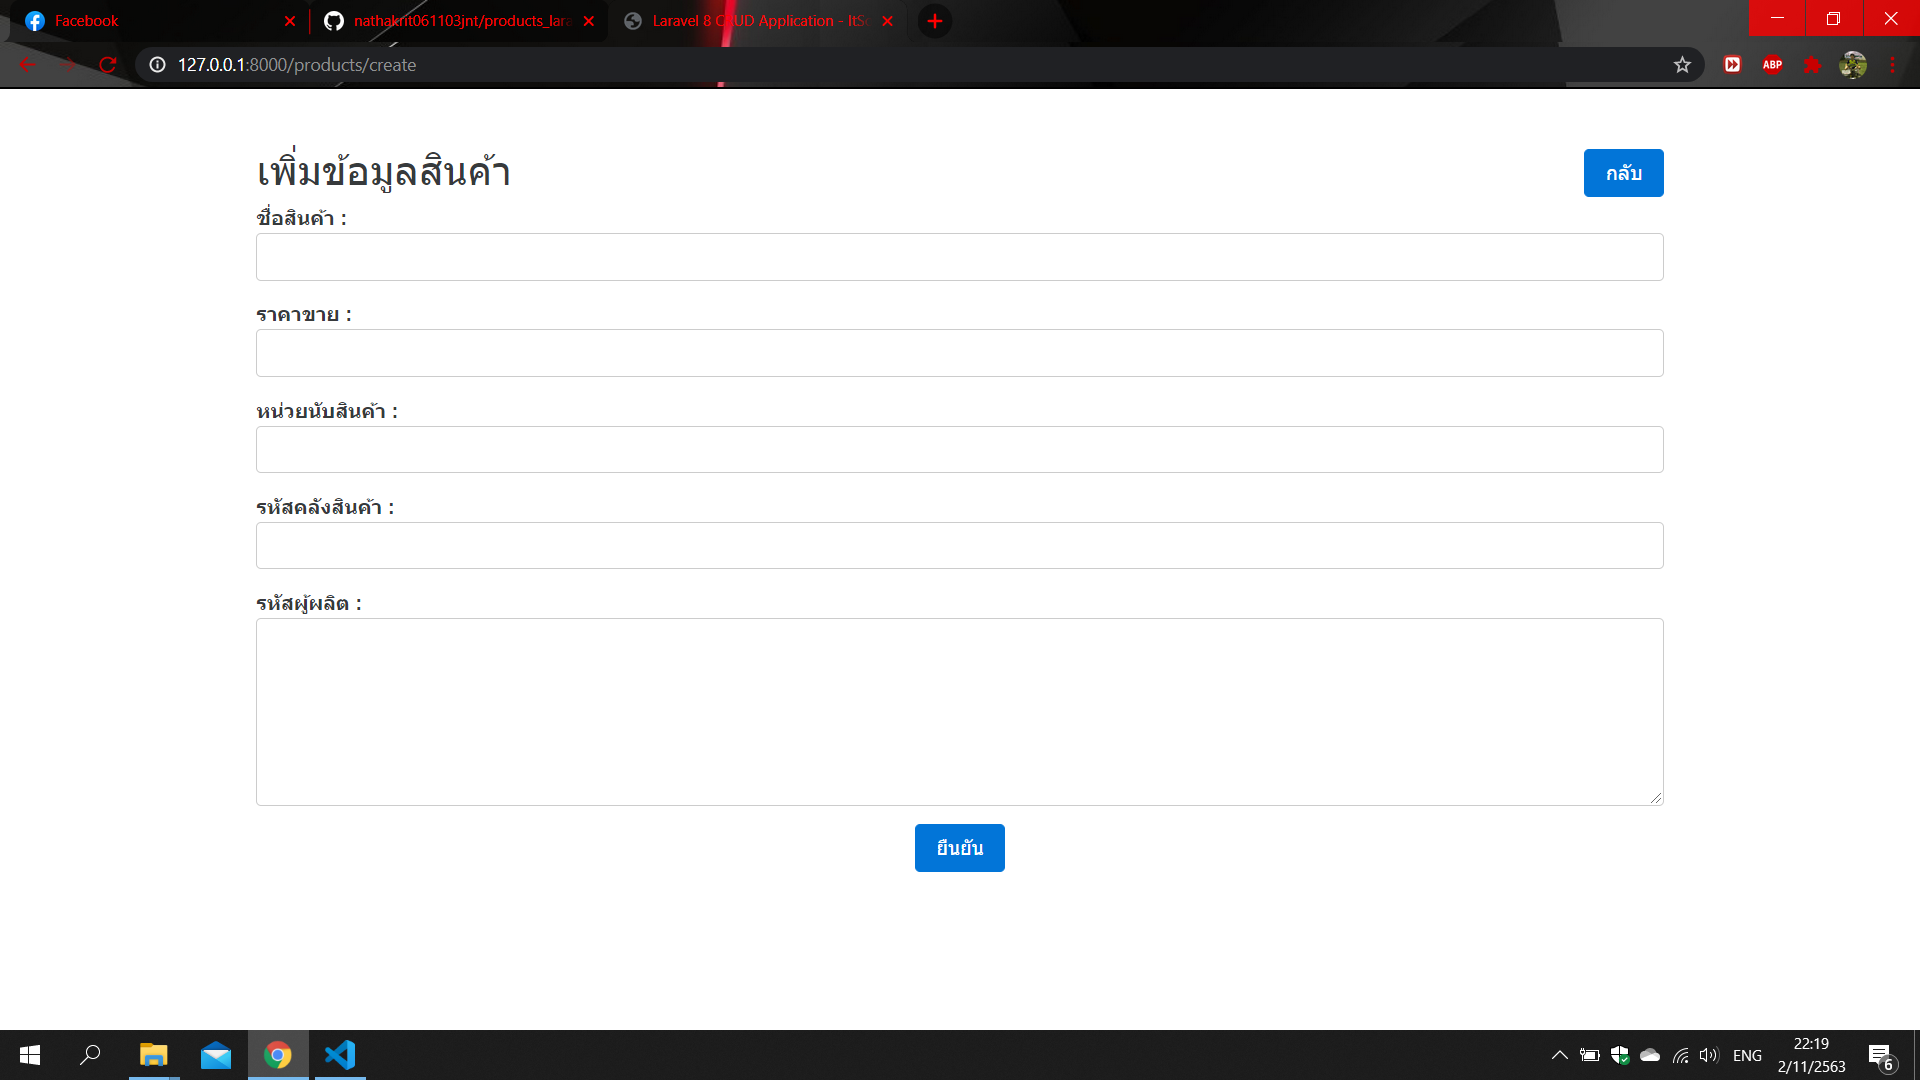 Facebook
nathakrit061103jnt/products_lara
Laravel 8 CRUD Application - ItSo
127.0.0.1:8000/products/create
ABP
เพิ่มข้อมูลสินค้า
กลับ
ชื่อสินค้า :
ราคาขาย :
หน่วยนับสินค้า :
รหัสคลังสินค้า :
รหัสผู้ผลิต :
ยืนยัน
ENG
22:19
2/11/2563
6